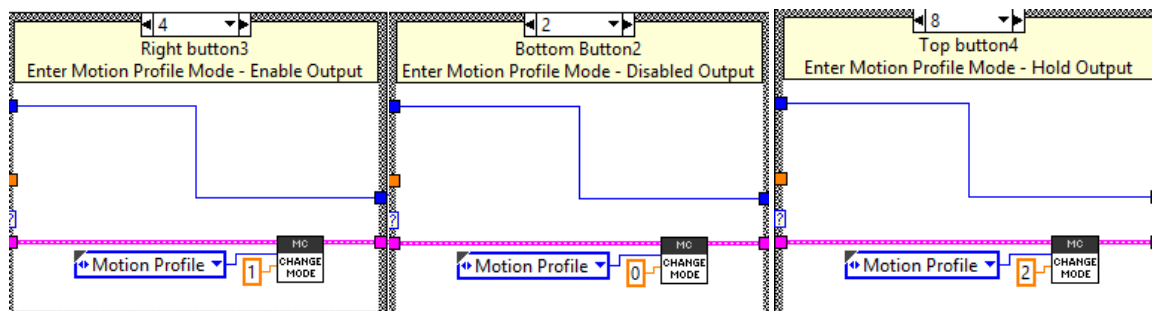 4
Right button3
Enter Motion Profile Mode - Enable Output
?
MC
CHANGE
MODE
Motion Profile
1
2
Bottom Button2
Enter Motion Profile Mode - Disabled Output
?
MC
CHANGE
MODE
Motion Profile
0
8
Top button4
Enter Motion Profile Mode - Hold Output
?
MC
CHANGE
MODE
Motion Profile
2